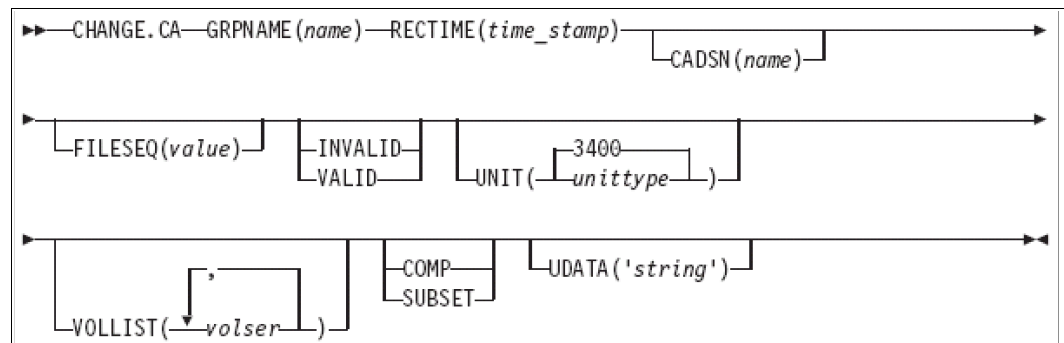 CHANGE.CA GRPNAME(name) RECTIME(time_stamp)
CADSN(name)
FILESEQ(value)
INVALID
VALID
UNIT(
3400
unittype
)
VOLLIST(
,
volser
)
COMP
SUBSET
UDATA('string')